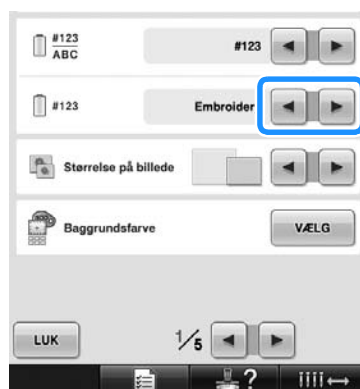 #123
ABC
#123
#123
Embroider
Størrelse på billede
Baggrundsfarve
VÆLG
LUK
1/5
?